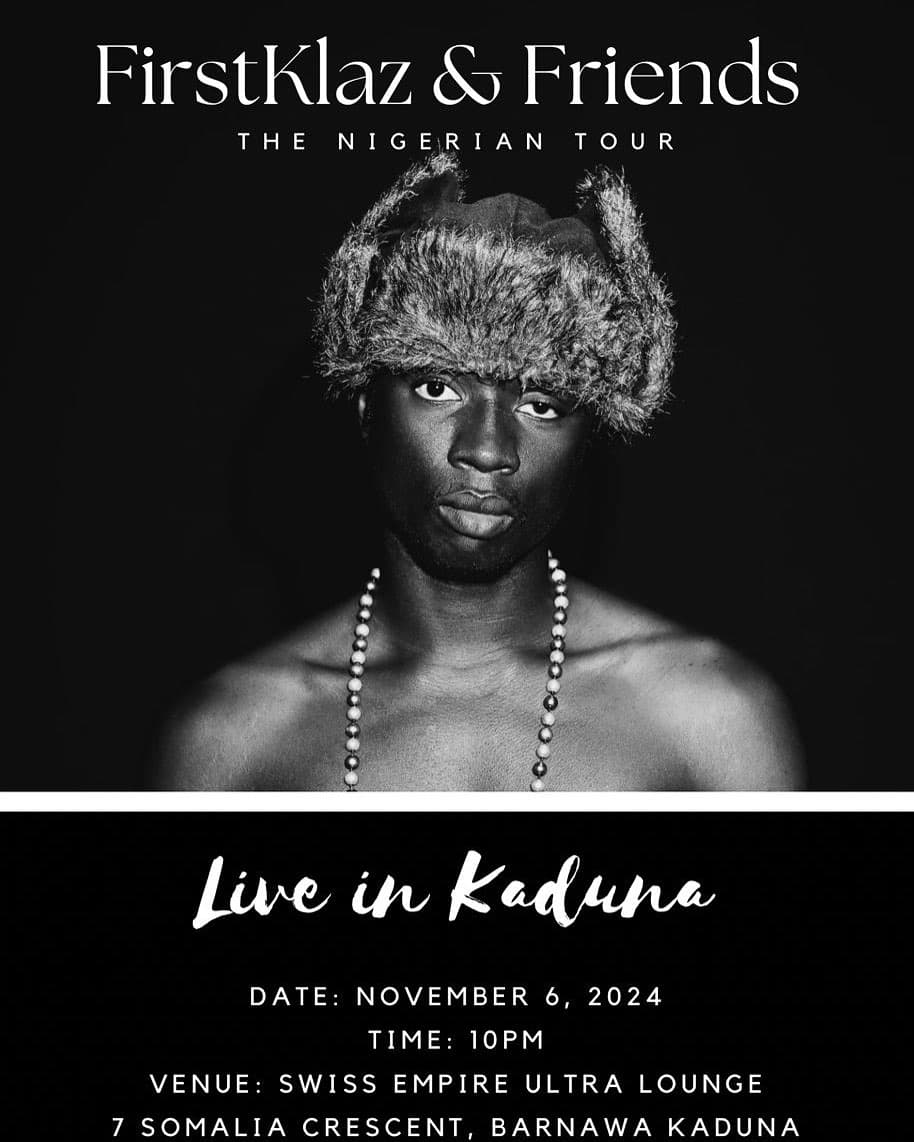 FirstKlaz & Friends
THE NIGERIAN TOUR
Live in Kaduna
DATE: NOVEMBER 6, 2024
TIME: 10PM
VENUE: SWISS EMPIRE ULTRA LOUNGE
7 SOMALIA CRESCENT, BARNAWA KADUNA